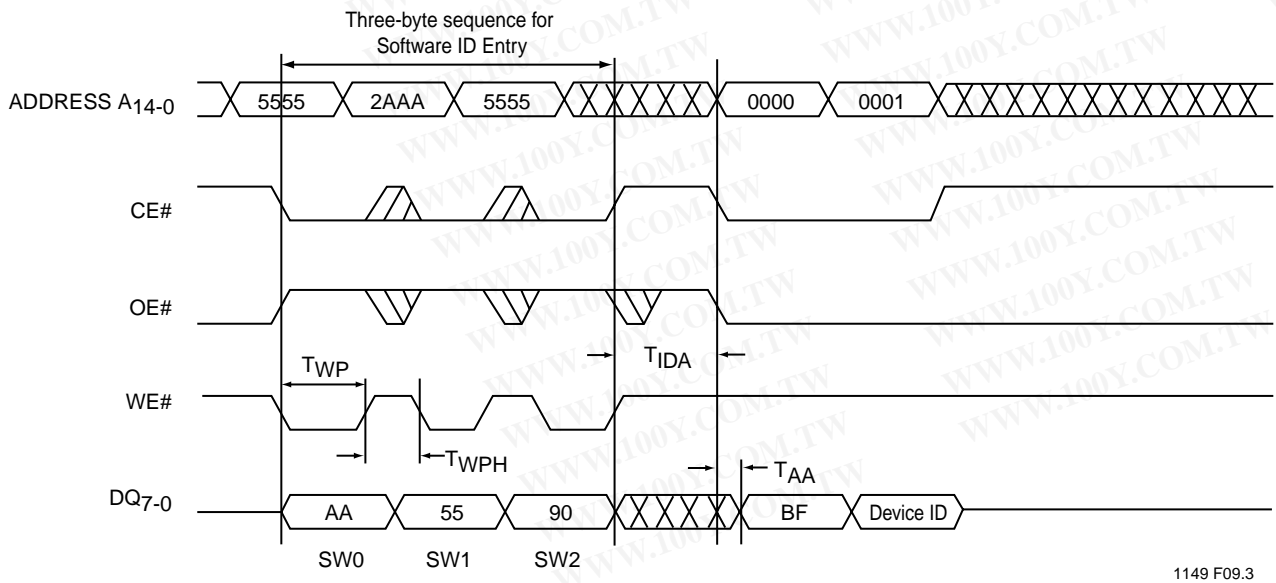 Three-byte sequence for
Software ID Entry
ADDRESS A14-0
5555 2AAA 5555 0000 0001
CE#
OE#
TIDA
TWP
WE#
TWPH
TAA
DQ7-0
AA 55 90 BF Device ID
SW0 SW1 SW2
1149 F09.3
WWW.100Y.COM.TW